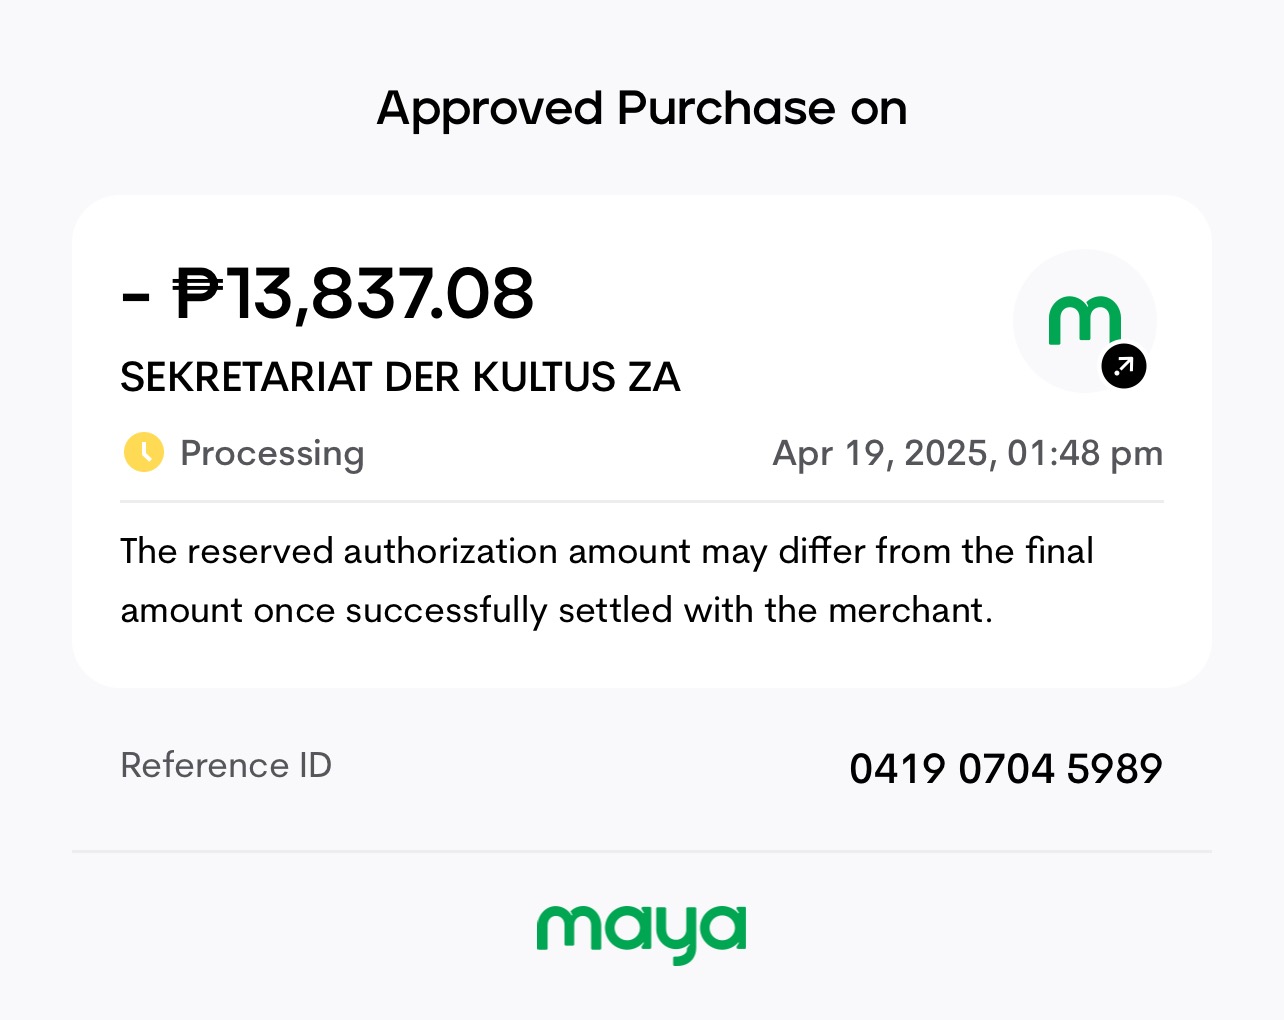 Approved Purchase on
- ₱13,837.08
m
SEKRETARIAT DER KULTUS ZA
Processing
Apr 19, 2025, 01:48 pm
The reserved authorization amount may differ from the final
amount once successfully settled with the merchant.
Reference ID
0419 0704 5989
maya